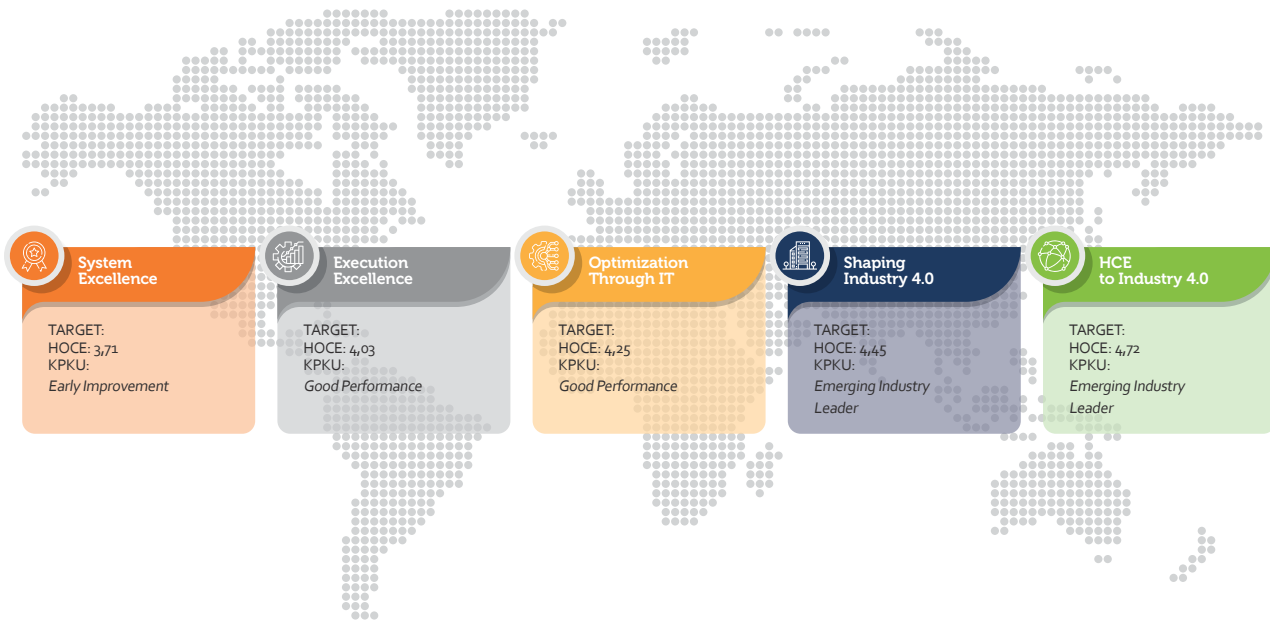 System
Excellence
TARGET:
HOCE: 3,71
KPKU:
Early Improvement
Execution
Excellence
TARGET:
HOCE: 4,03
KPKU:
Good Performance
Optimization
Through IT
TARGET:
HOCE: 4,25
KPKU:
Good Performance
Shaping
Industry 4.0
TARGET:
HOCE: 4,45
KPKU:
Emerging Industry
Leader
HCE
to Industry 4.0
TARGET:
HOCE: 4,72
KPKU:
Emerging Industry
Leader